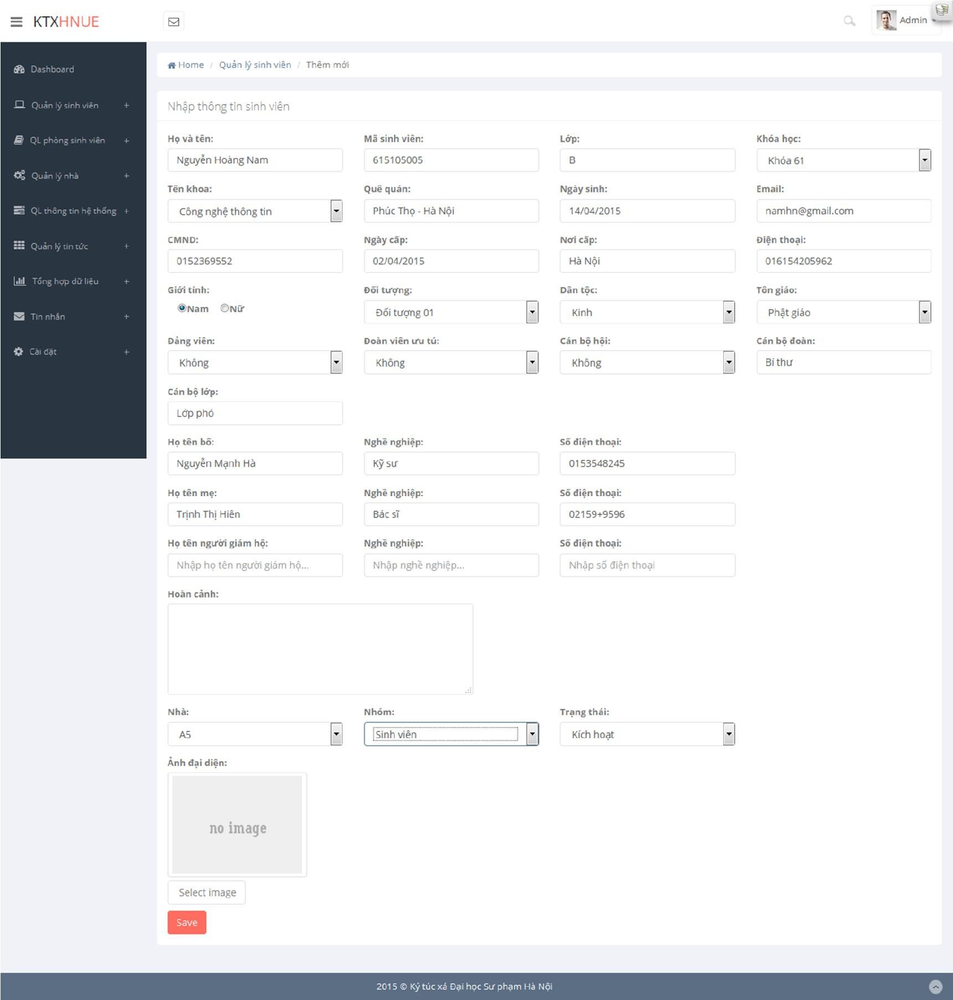 KTXHNUE
Admin
Dashboard
Quản lý sinh viên +
QL phòng sinh viên +
Quản lý nhà +
QL thông tin hệ thống +
Quản lý tin tức +
Tổng hợp dữ liệu +
Tin nhắn +
Cài đặt +
Home / Quản lý sinh viên / Thêm mới
Nhập thông tin sinh viên
Họ và tên: Mã sinh viên: Lớp: Khóa học:
Nguyễn Hoàng Nam 615105005 B Khóa 61
Tên khoa: Quê quán: Ngày sinh: Email:
Công nghệ thông tin Phúc Thọ - Hà Nội 14/04/2015 namhn@gmail.com
CMND: Ngày cấp: Nơi cấp: Điện thoại:
0152369552 02/04/2015 Hà Nội 016154205962
Giới tính: Đối tượng: Dân tộc: Tôn giáo:
Nam Nữ Đối tượng 01 Kinh Phật giáo
Đảng viên: Đoàn viên ưu tú: Cán bộ hội: Cán bộ đoàn:
Không Không Không Bí thư
Cán bộ lớp:
Lớp phó
Họ tên bố: Nghề nghiệp: Số điện thoại:
Nguyễn Mạnh Hà Kỹ sư 0153548245
Họ tên mẹ: Nghề nghiệp: Số điện thoại:
Trịnh Thị Hiên Bác sĩ 02159+9596
Họ tên người giám hộ: Nghề nghiệp: Số điện thoại:
Nhập họ tên người giám hộ... Nhập nghề nghiệp... Nhập số điện thoại
Hoàn cảnh:
Nhà: Nhóm: Trạng thái:
A5 Sinh viên Kích hoạt
Ảnh đại diện:
no image
Select image
Save
2015 © Ký túc xá Đại học Sư phạm Hà Nội